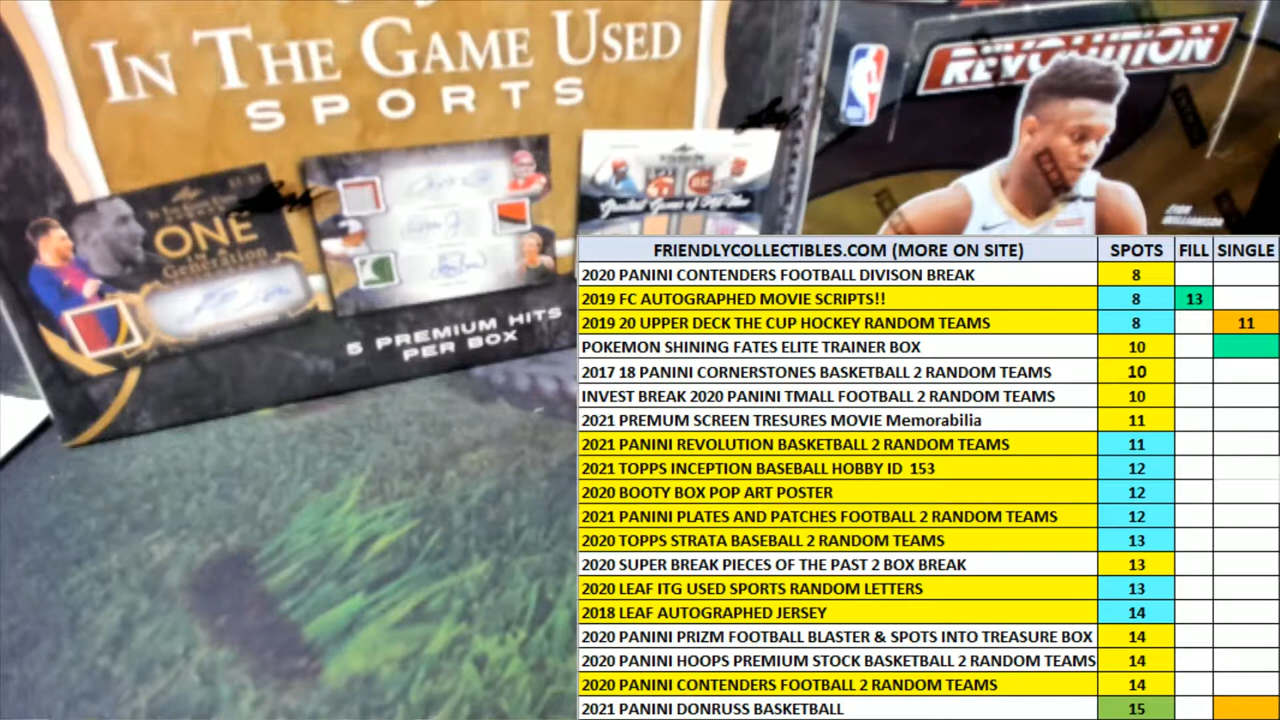 IN THE GAME USED
SPORTS
ONE
IN A
Generation
5 PREMIUM HITS
PER BOX
REVOLUTION
ZION
WILLIAMSON
FRIENDLYCOLLECTIBLES.COM (MORE ON SITE) SPOTS FILL SINGLE
2020 PANINI CONTENDERS FOOTBALL DIVISON BREAK 8
2019 FC AUTOGRAPHED MOVIE SCRIPTS!! 8 13
2019 20 UPPER DECK THE CUP HOCKEY RANDOM TEAMS 8 11
POKEMON SHINING FATES ELITE TRAINER BOX 10
2017 18 PANINI CORNERSTONES BASKETBALL 2 RANDOM TEAMS 10
INVEST BREAK 2020 PANINI TMALL FOOTBALL 2 RANDOM TEAMS 10
2021 PREMUM SCREEN TRESURES MOVIE Memorabilia 11
2021 PANINI REVOLUTION BASKETBALL 2 RANDOM TEAMS 11
2021 TOPPS INCEPTION BASEBALL HOBBY ID 153 12
2020 BOOTY BOX POP ART POSTER 12
2021 PANINI PLATES AND PATCHES FOOTBALL 2 RANDOM TEAMS 12
2020 TOPPS STRATA BASEBALL 2 RANDOM TEAMS 13
2020 SUPER BREAK PIECES OF THE PAST 2 BOX BREAK 13
2020 LEAF ITG USED SPORTS RANDOM LETTERS 13
2018 LEAF AUTOGRAPHED JERSEY 14
2020 PANINI PRIZM FOOTBALL BLASTER & SPOTS INTO TREASURE BOX 14
2020 PANINI HOOPS PREMIUM STOCK BASKETBALL 2 RANDOM TEAMS 14
2020 PANINI CONTENDERS FOOTBALL 2 RANDOM TEAMS 14
2021 PANINI DONRUSS BASKETBALL 15